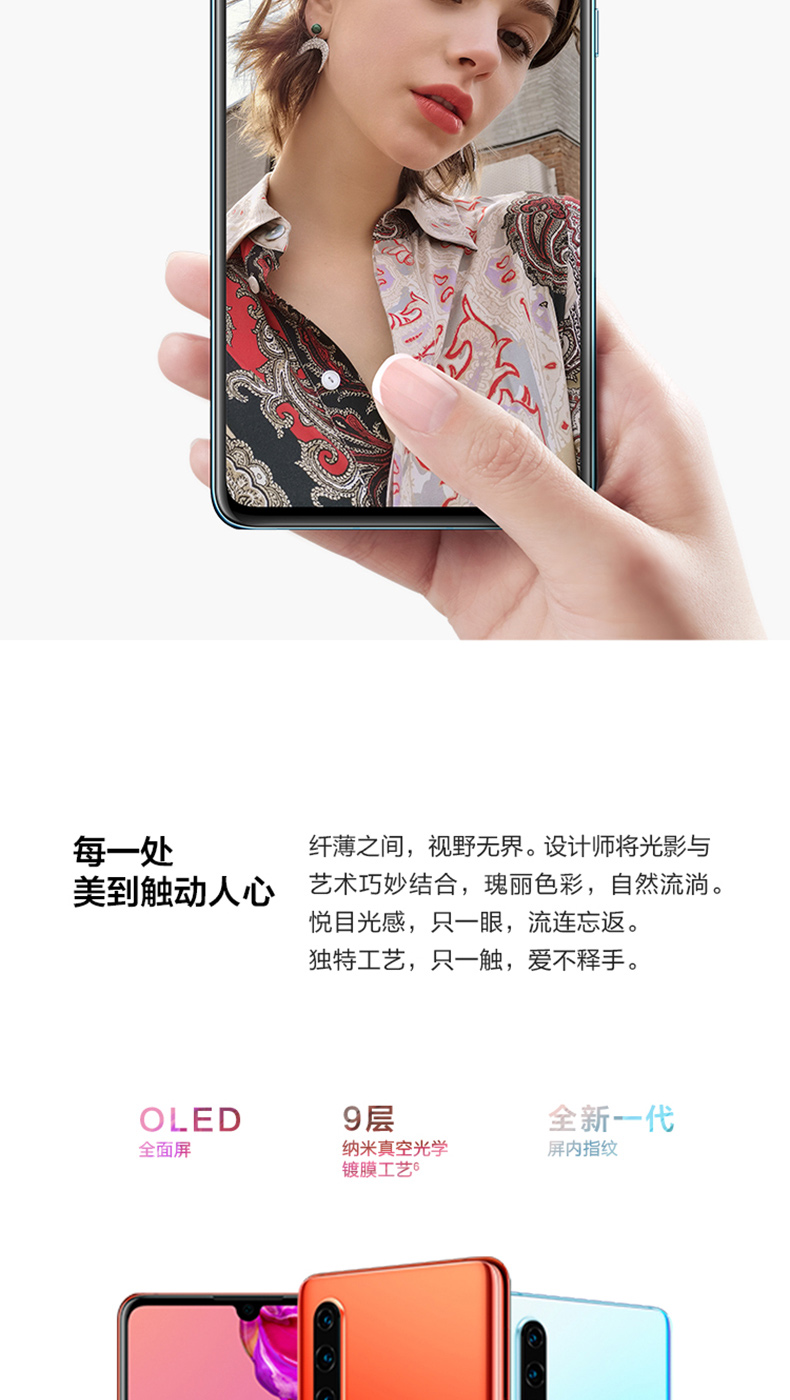 每一处
美到触动人心
纤薄之间，视野无界。设计师将光影与
艺术巧妙结合，瑰丽色彩，自然流淌。
悦目光感，只一眼，流连忘返。
独特工艺，只一触，爱不释手。
OLED
全面屏
9层
纳米真空光学
镀膜工艺⁶
全新一代
屏内指纹